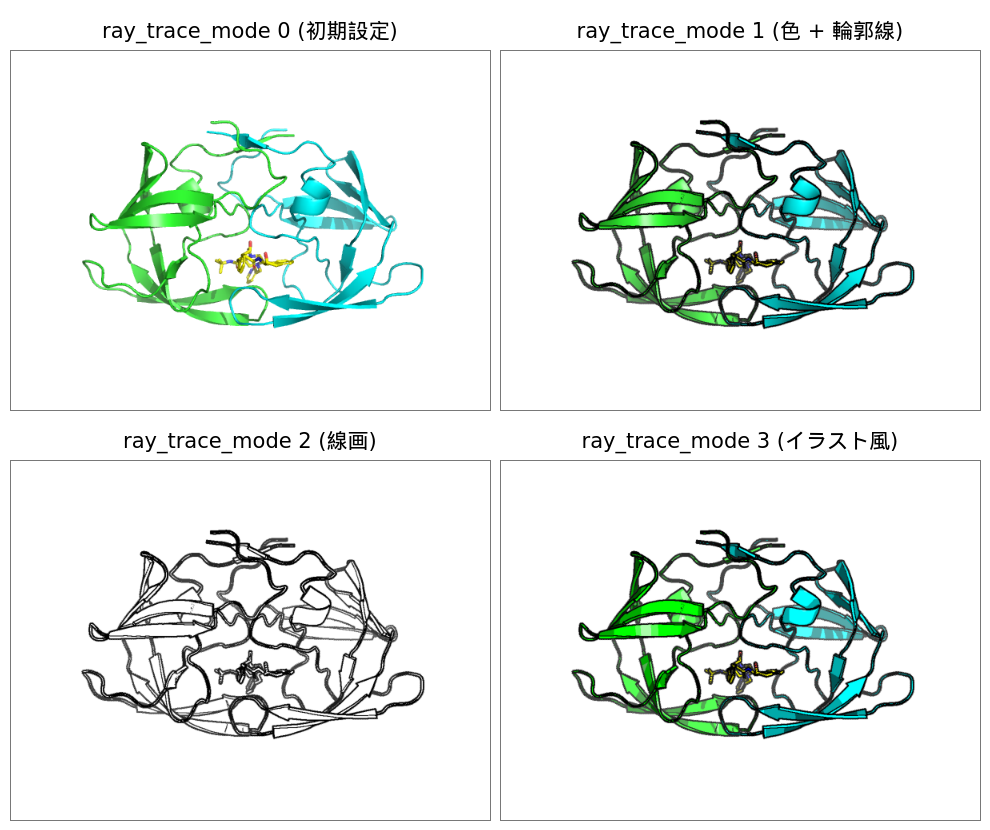 ray_trace_mode 0 (初期設定)
ray_trace_mode 1 (色 + 輪郭線)
ray_trace_mode 2 (線画)
ray_trace_mode 3 (イラスト風)